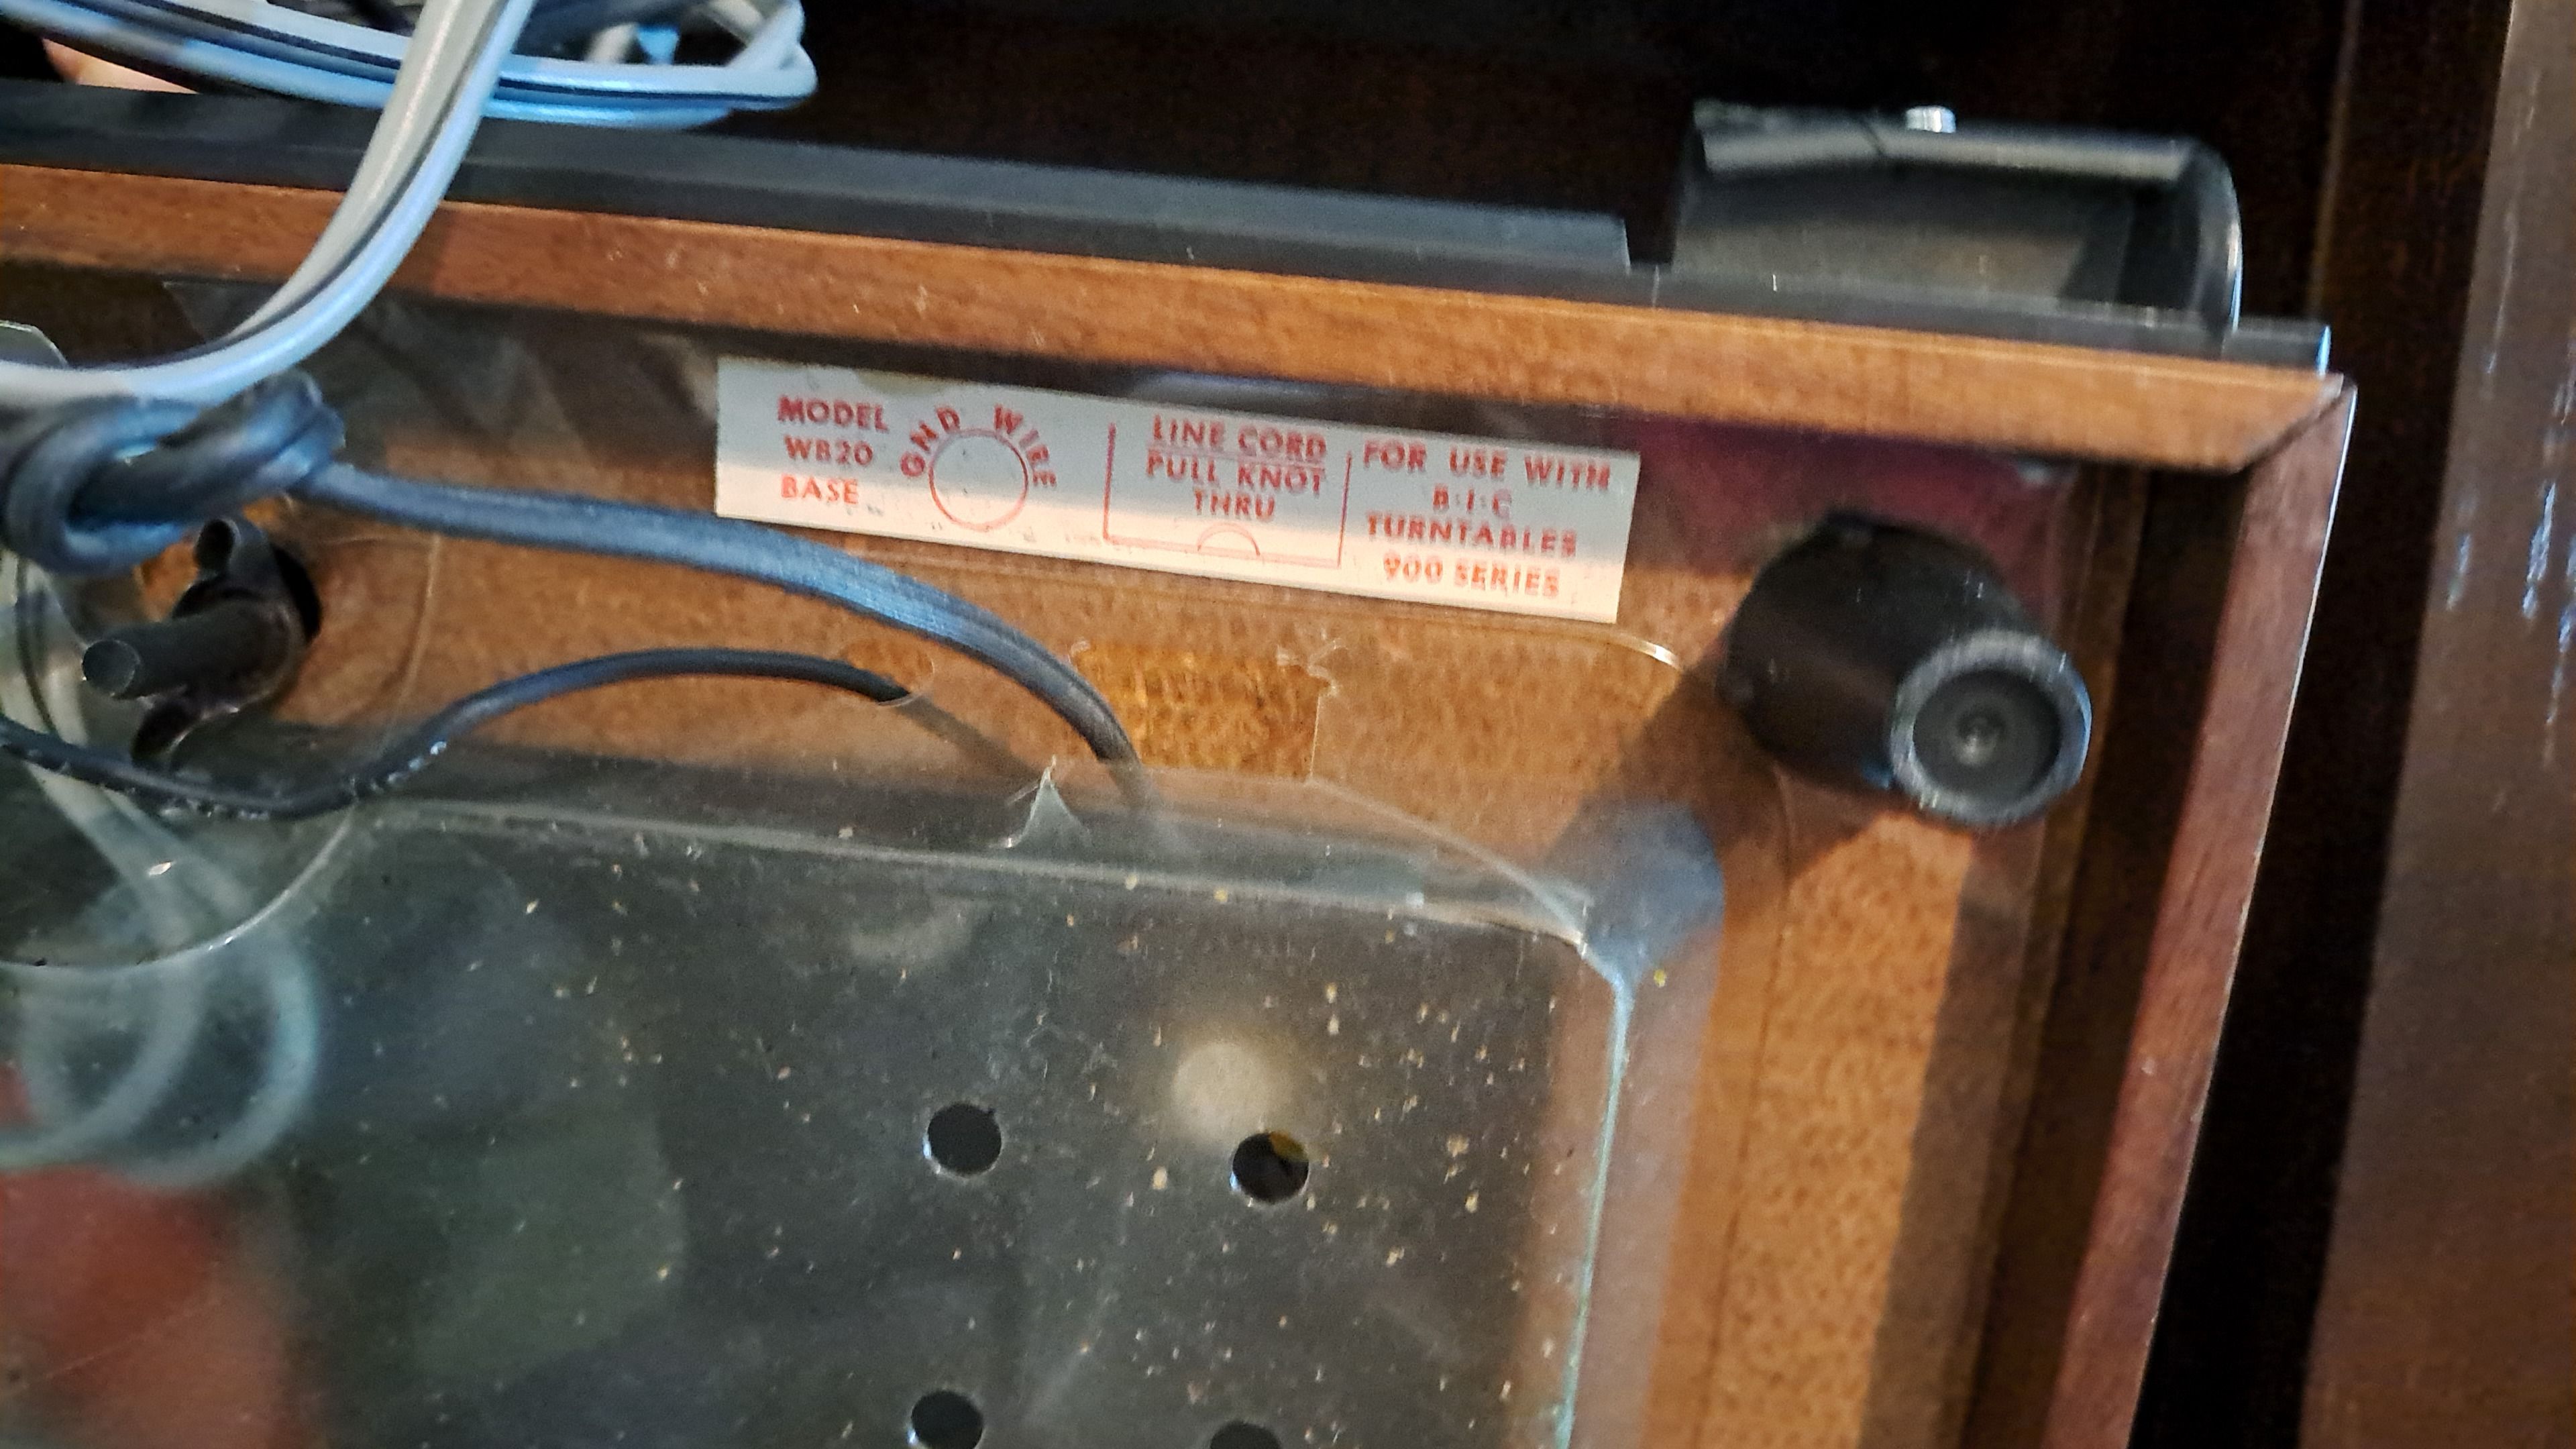 MODEL
WB20
BASE
GND WIRE
LINE CORD
PULL KNOT
THRU
FOR USE WITH
B·I·C
TURNTABLES
900 SERIES